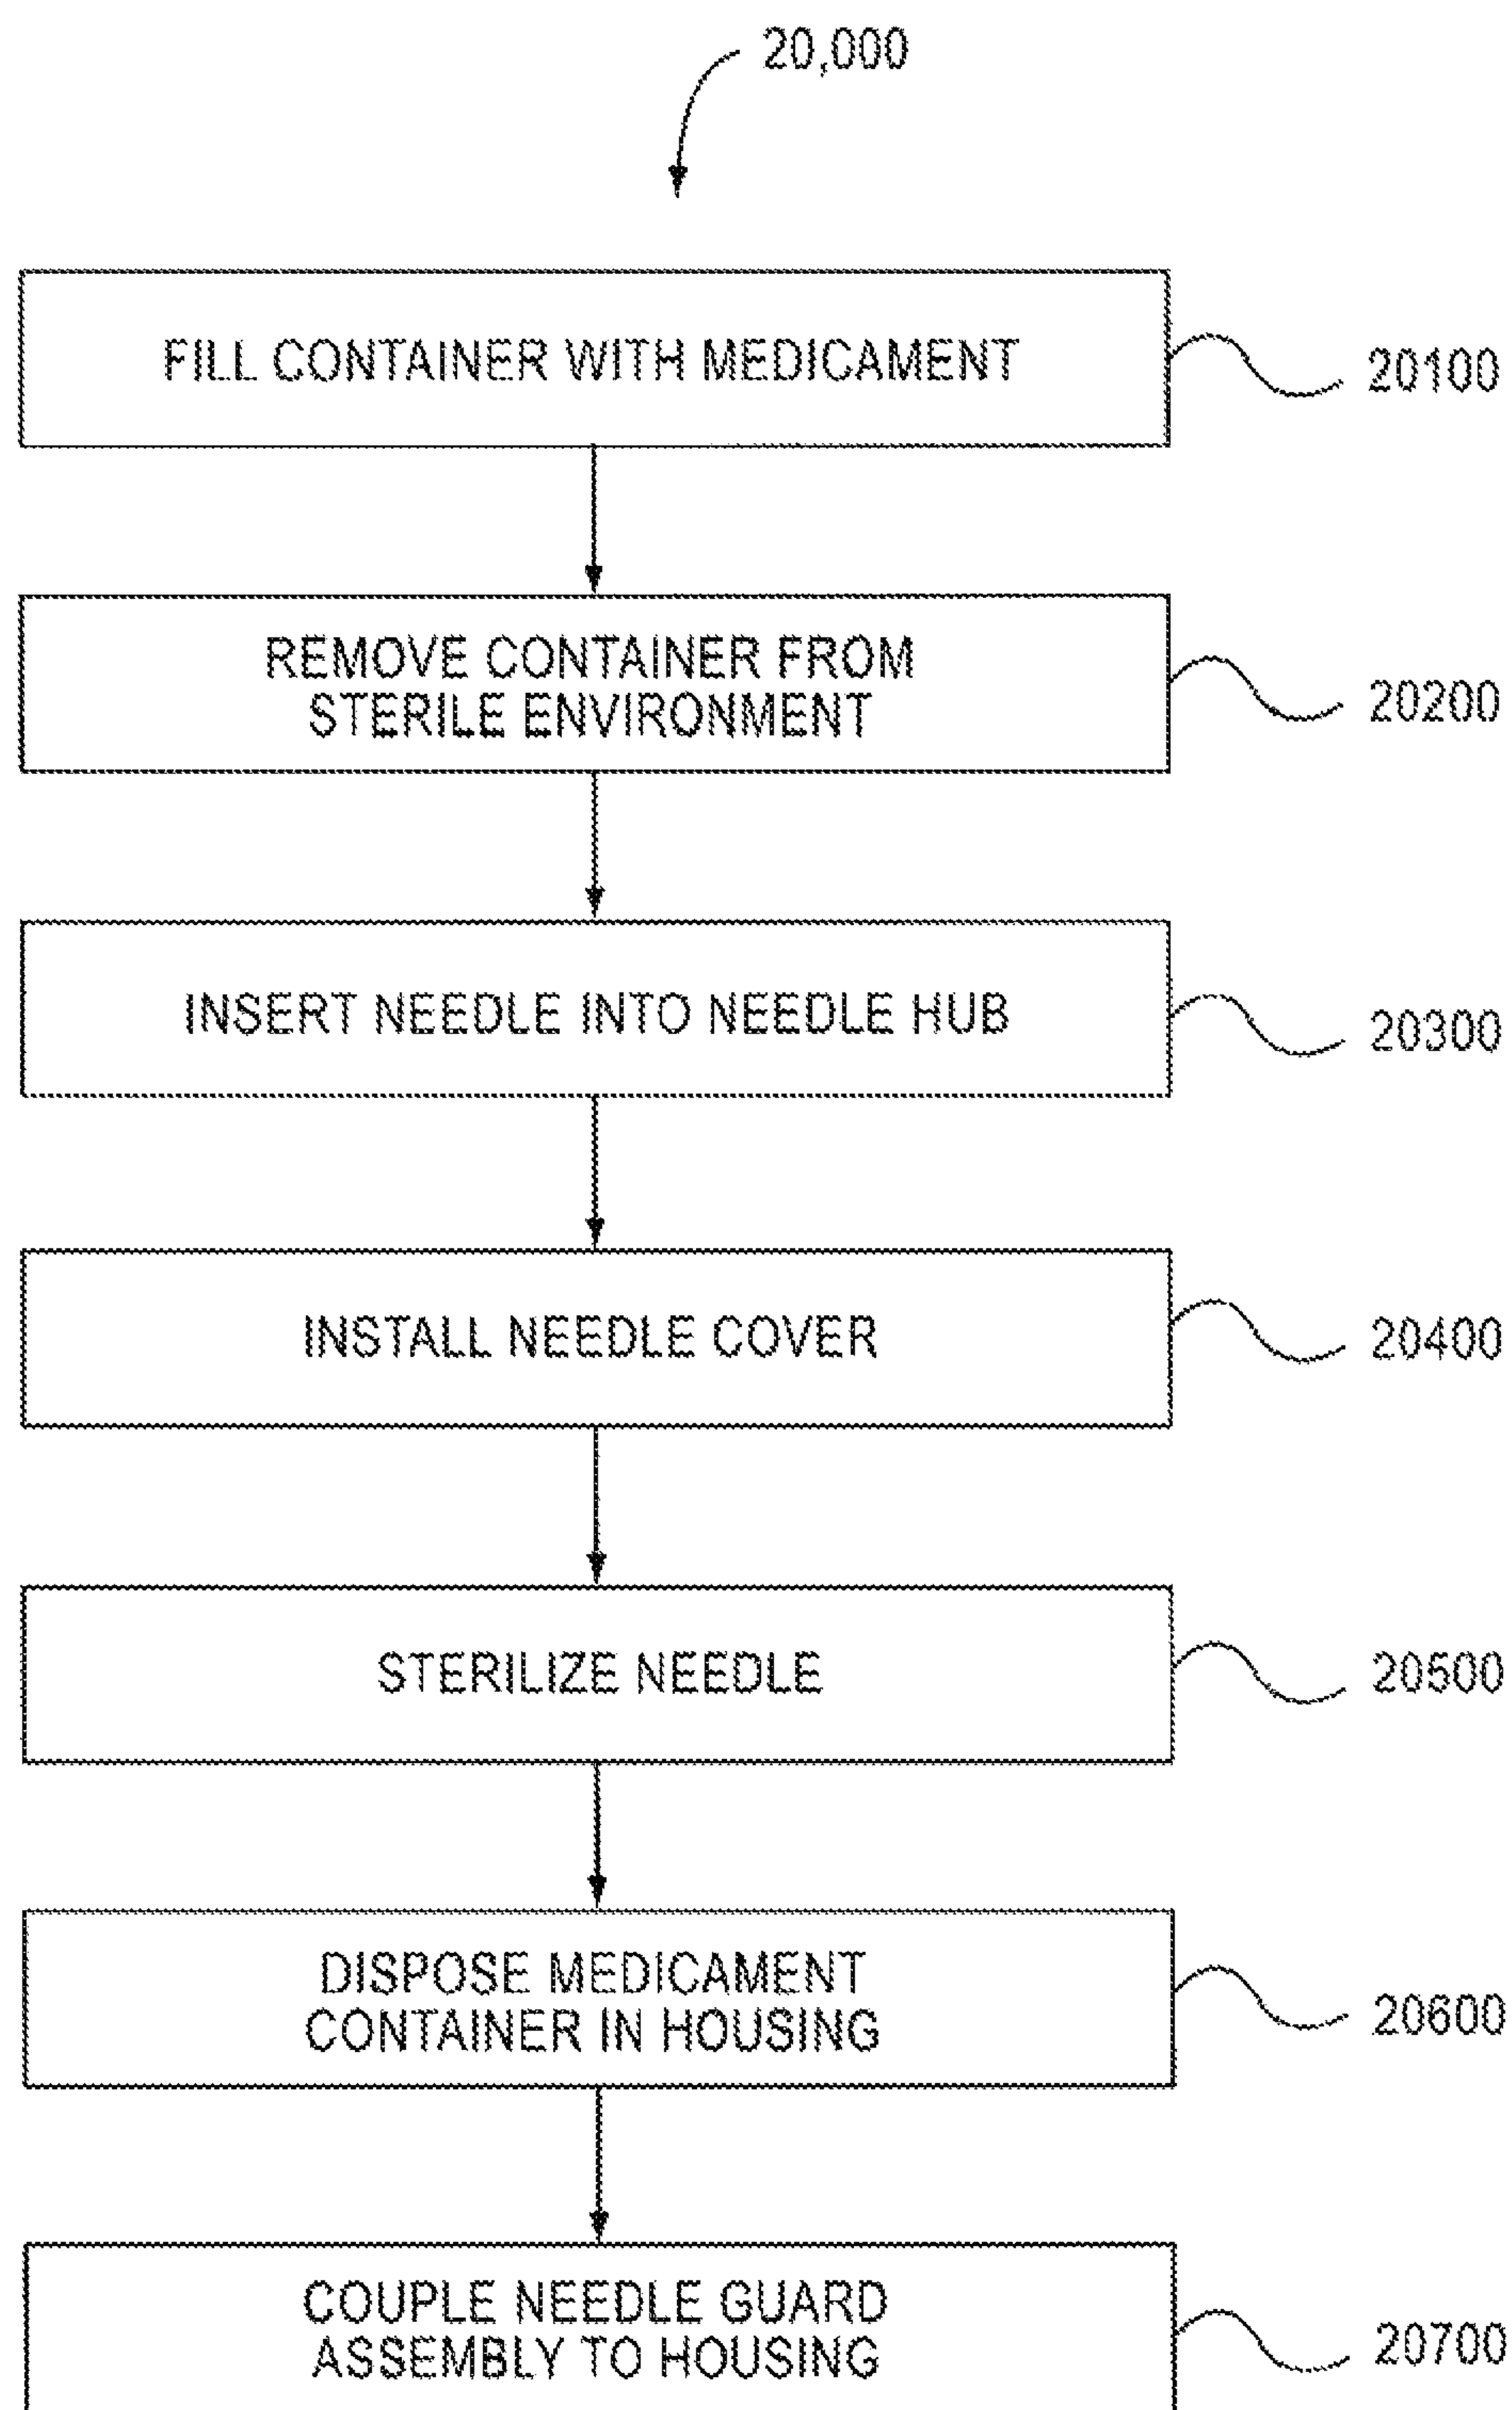 20,000
FILL CONTAINER WITH MEDICAMENT
20100
REMOVE CONTAINER FROM
STERILE ENVIRONMENT
20200
INSERT NEEDLE INTO NEEDLE HUB
20300
INSTALL NEEDLE COVER
20400
STERILIZE NEEDLE
20500
DISPOSE MEDICAMENT
CONTAINER IN HOUSING
20600
COUPLE NEEDLE GUARD
ASSEMBLY TO HOUSING
20700